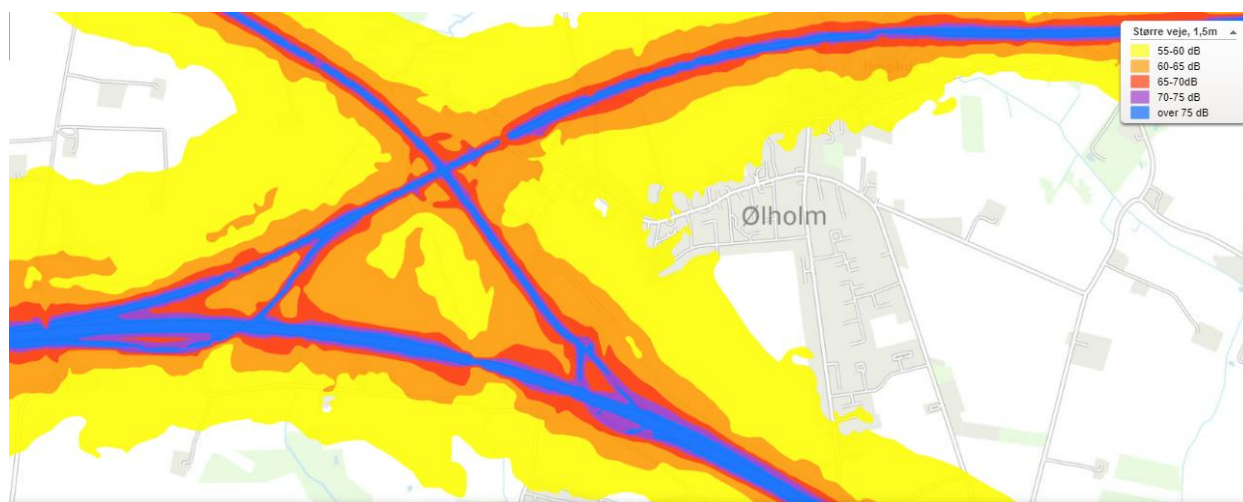 Større veje, 1,5m
55-60 dB
60-65 dB
65-70dB
70-75 dB
over 75 dB
Ølholm